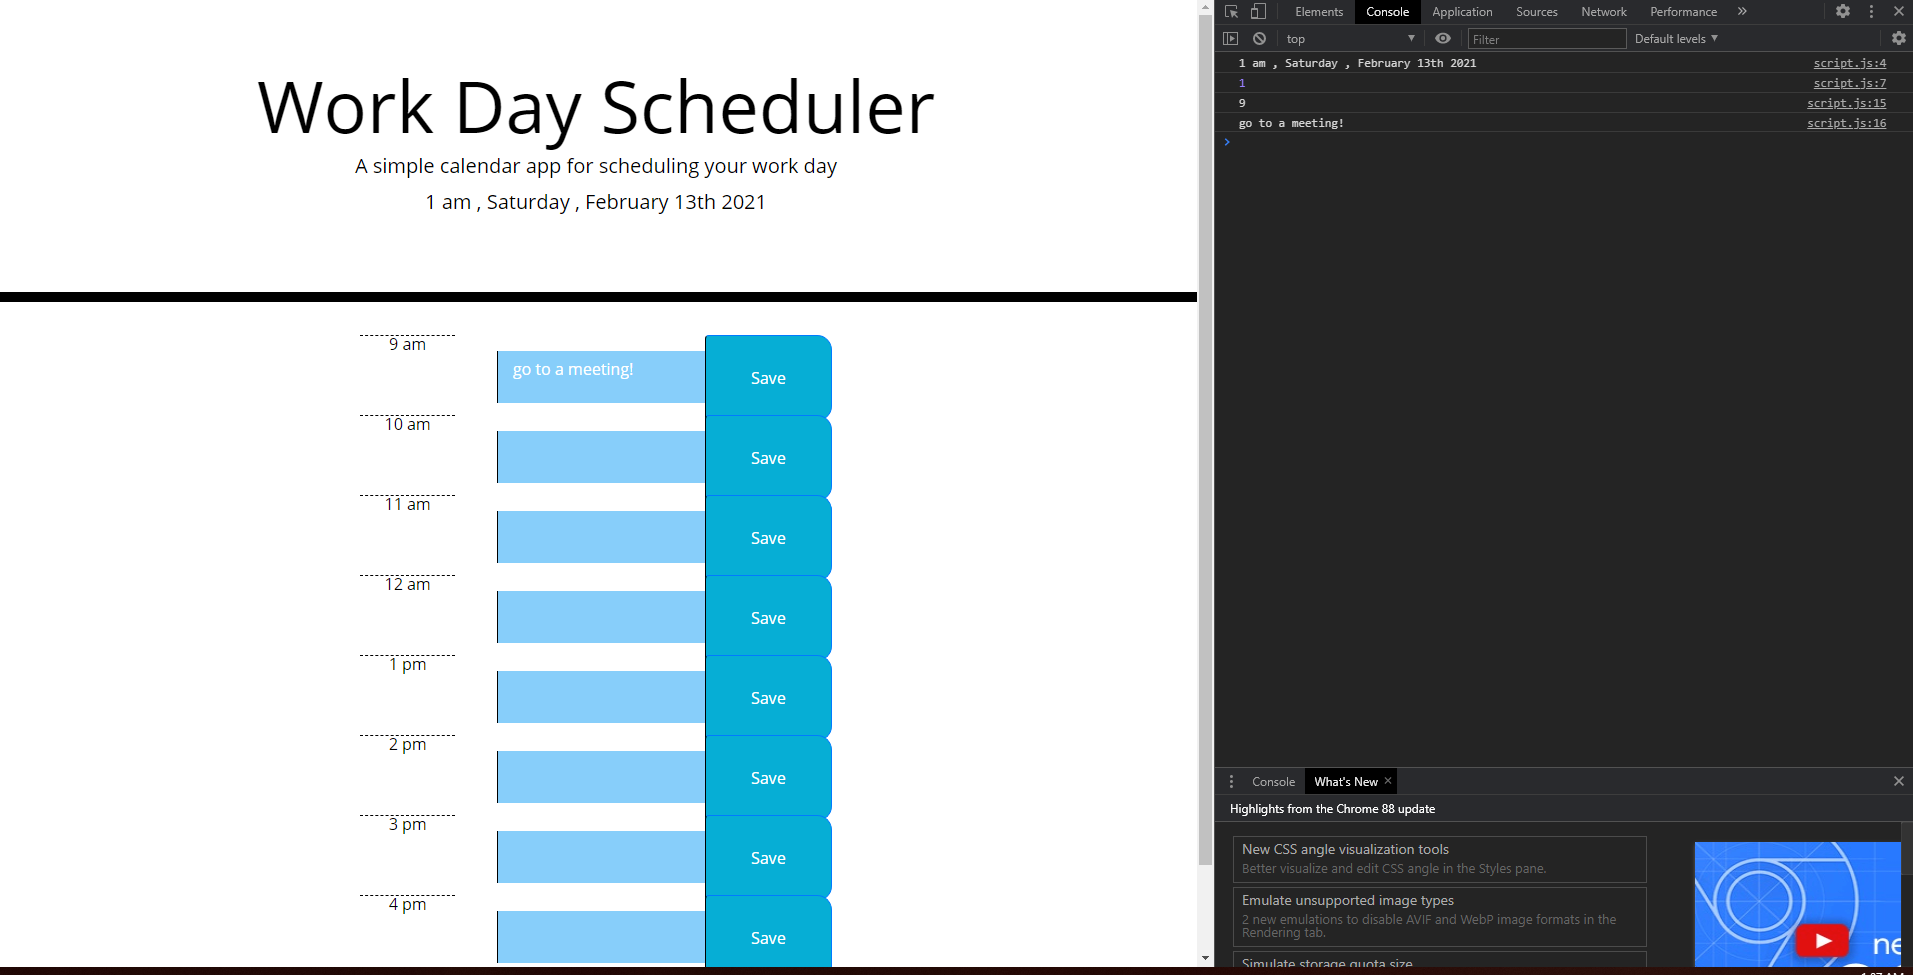 Work Day Scheduler
A simple calendar app for scheduling your work day
1 am , Saturday , February 13th 2021
9 am
go to a meeting!
Save
10 am
Save
11 am
Save
12 am
Save
1 pm
Save
2 pm
Save
3 pm
Save
4 pm
Save
Elements Console Application Sources Network Performance »
top Filter Default levels
1 am , Saturday , February 13th 2021 script.js:4
1 script.js:7
9 script.js:15
go to a meeting! script.js:16
Console What's New
Highlights from the Chrome 88 update
New CSS angle visualization tools
Better visualize and edit CSS angle in the Styles pane.
Emulate unsupported image types
2 new emulations to disable AVIF and WebP image formats in the
Rendering tab.
Simulate storage quota size
ne